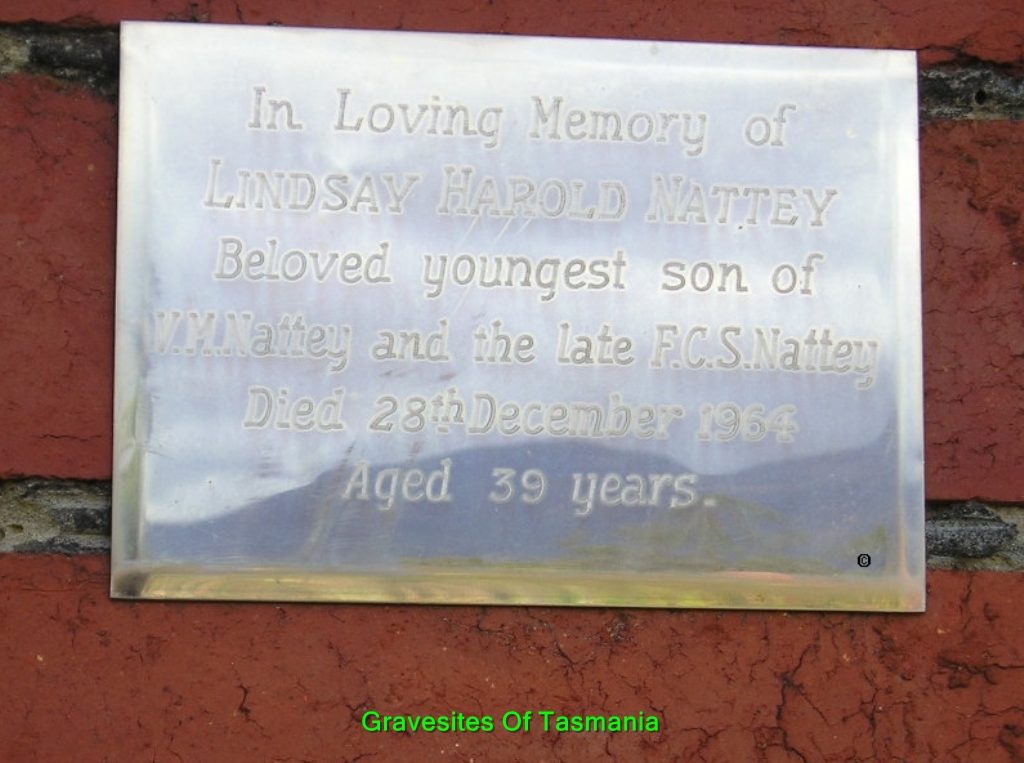 In Loving Memory of
LINDSAY HAROLD NATTEY
Beloved youngest son of
V.M.Nattey and the late F.C.S.Nattey
Died 28th December 1964
Aged 39 years.
©
Gravesites Of Tasmania